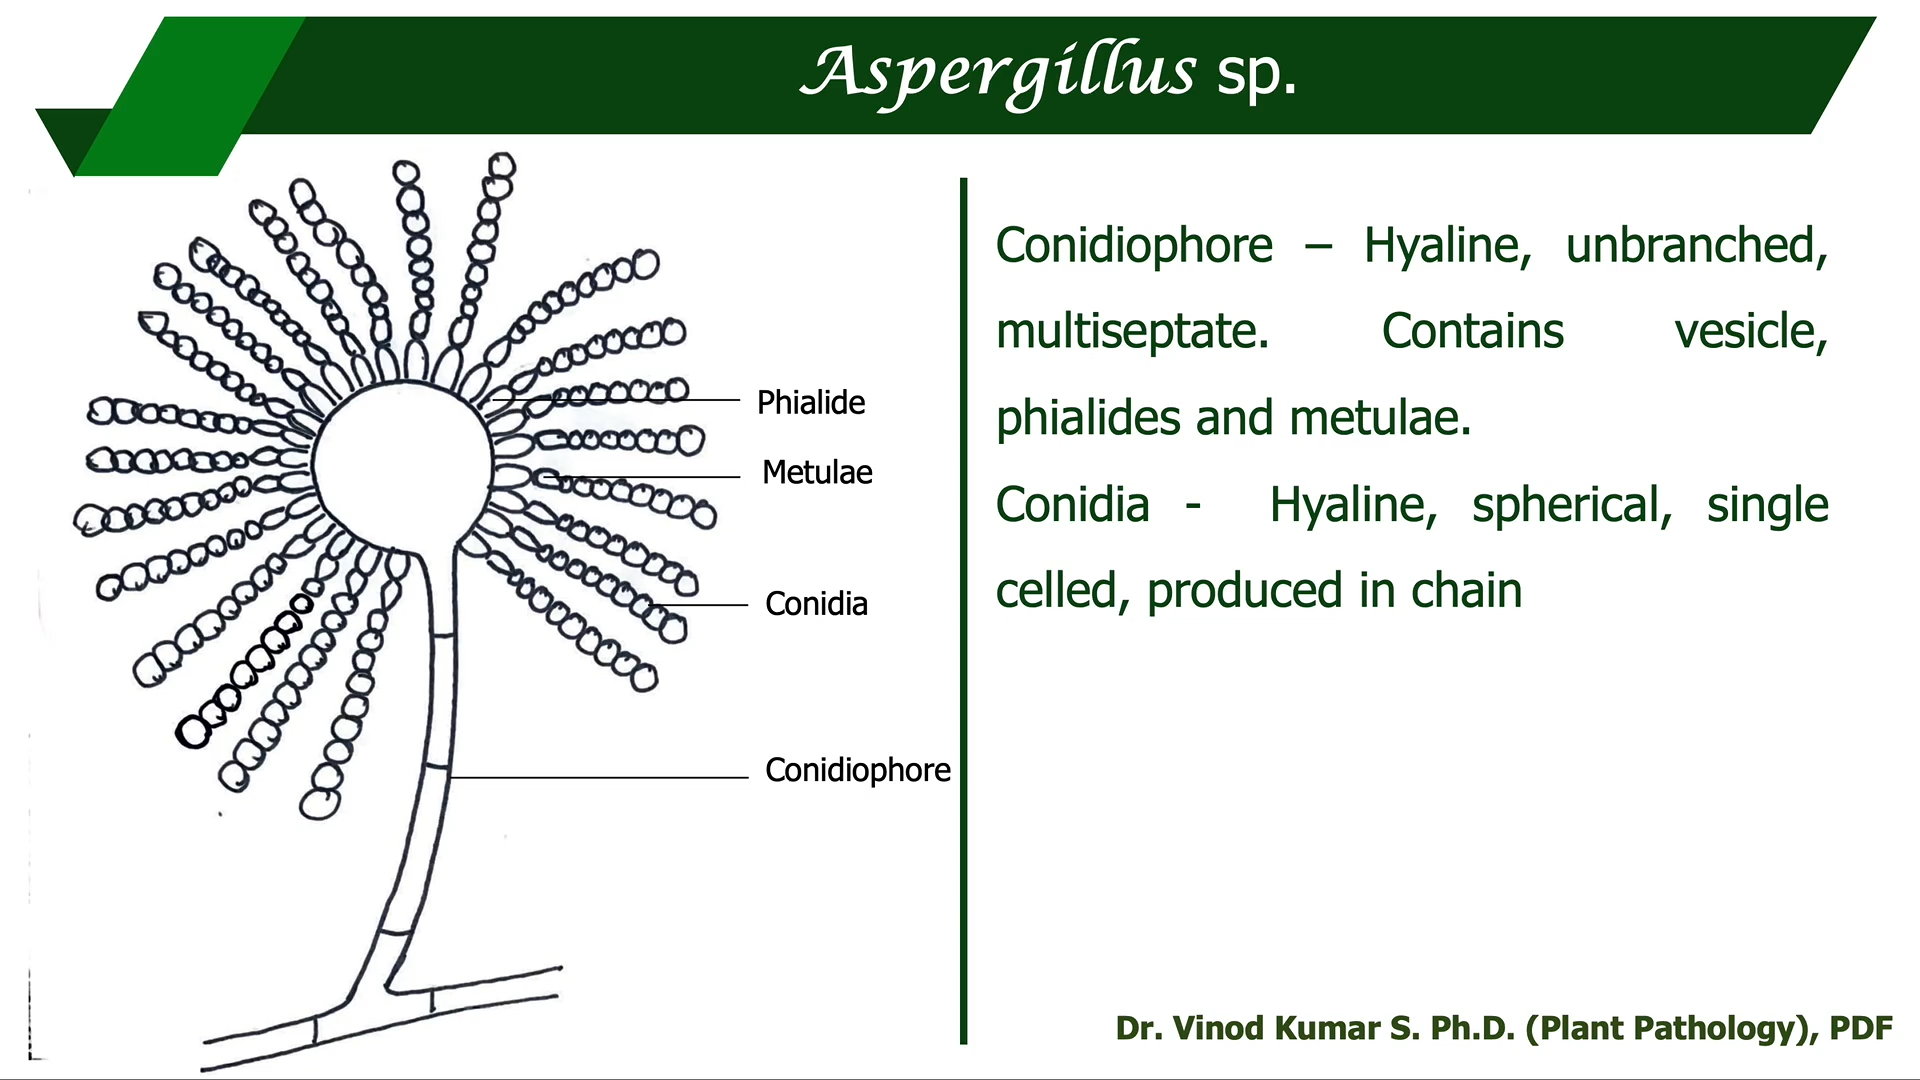 Aspergillus sp.
Phialide
Metulae
Conidia
Conidiophore
Conidiophore – Hyaline, unbranched,
multiseptate. Contains vesicle,
phialides and metulae.
Conidia - Hyaline, spherical, single
celled, produced in chain
Dr. Vinod Kumar S. Ph.D. (Plant Pathology), PDF